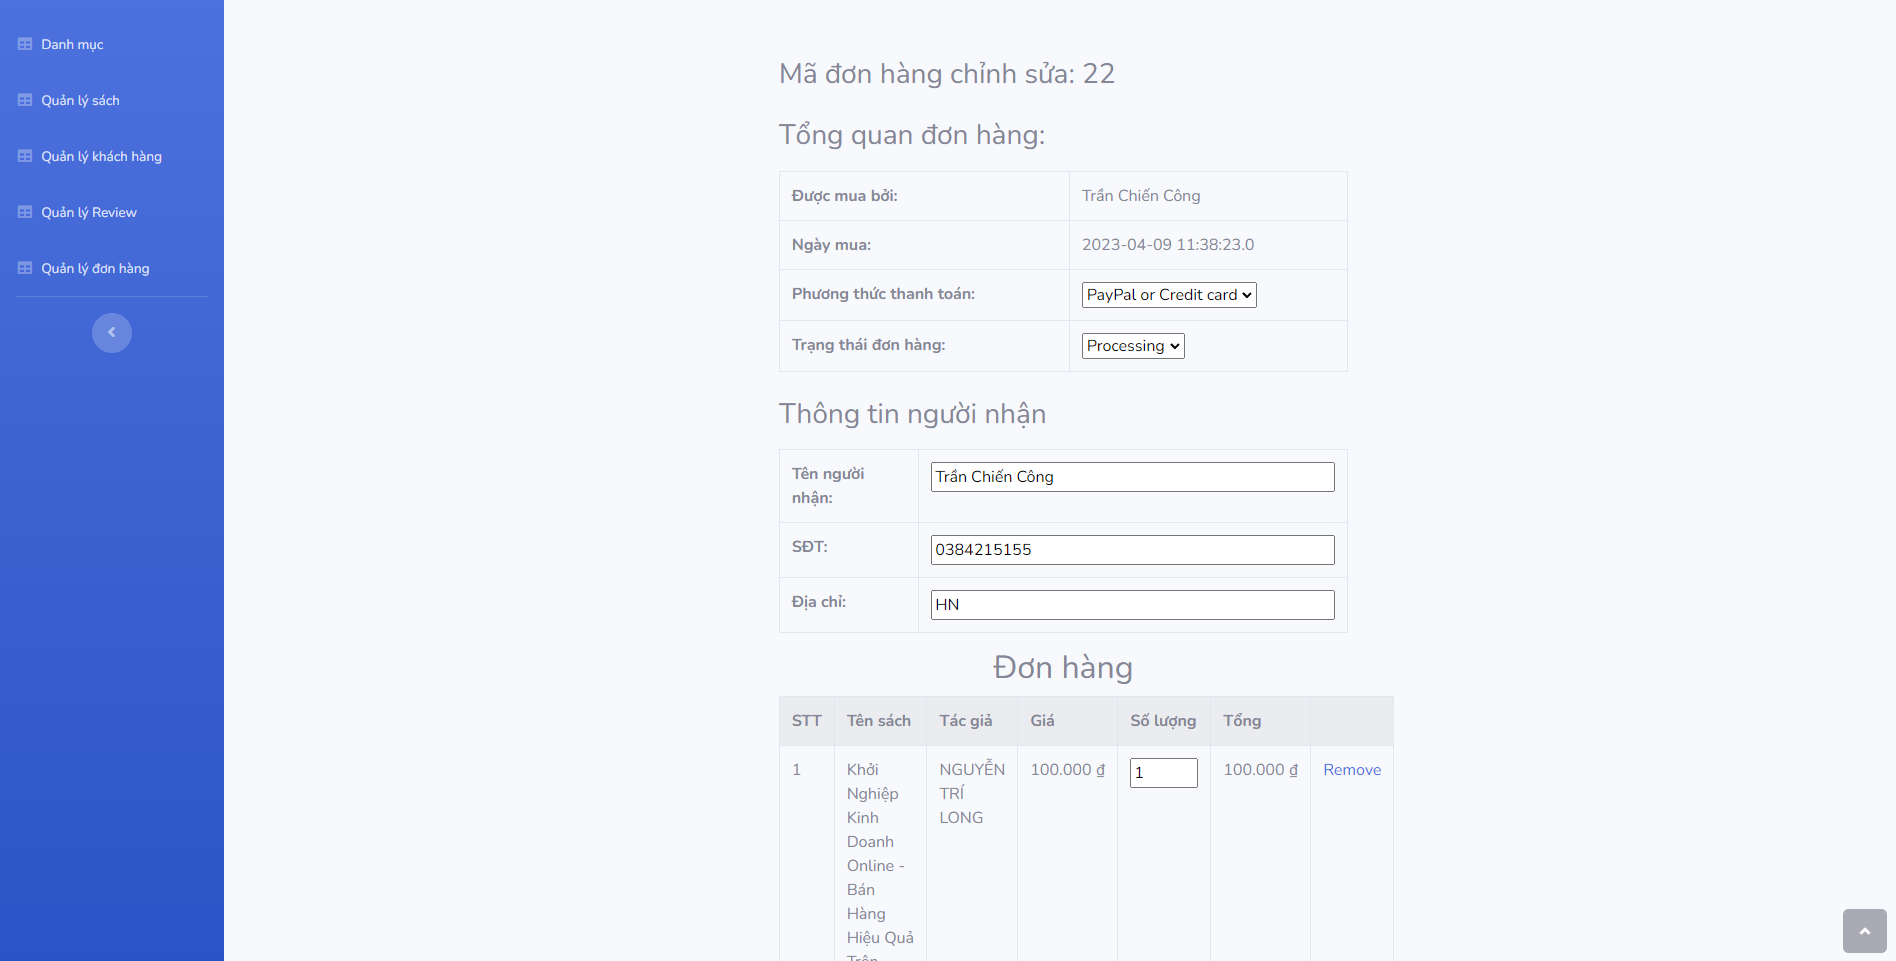 Danh mục
Quản lý sách
Quản lý khách hàng
Quản lý Review
Quản lý đơn hàng
Mã đơn hàng chỉnh sửa: 22
Tổng quan đơn hàng:
Được mua bởi: Trần Chiến Công
Ngày mua: 2023-04-09 11:38:23.0
Phương thức thanh toán: PayPal or Credit card
Trạng thái đơn hàng: Processing
Thông tin người nhận
Tên người nhận: Trần Chiến Công
SĐT: 0384215155
Địa chỉ: HN
Đơn hàng
STT Tên sách Tác giả Giá Số lượng Tổng
1 Khởi NGUYỄN 100.000 ₫ 1 100.000 ₫ Remove
Nghiệp TRÍ
Kinh LONG
Doanh
Online -
Bán
Hàng
Hiệu Quả
Trên